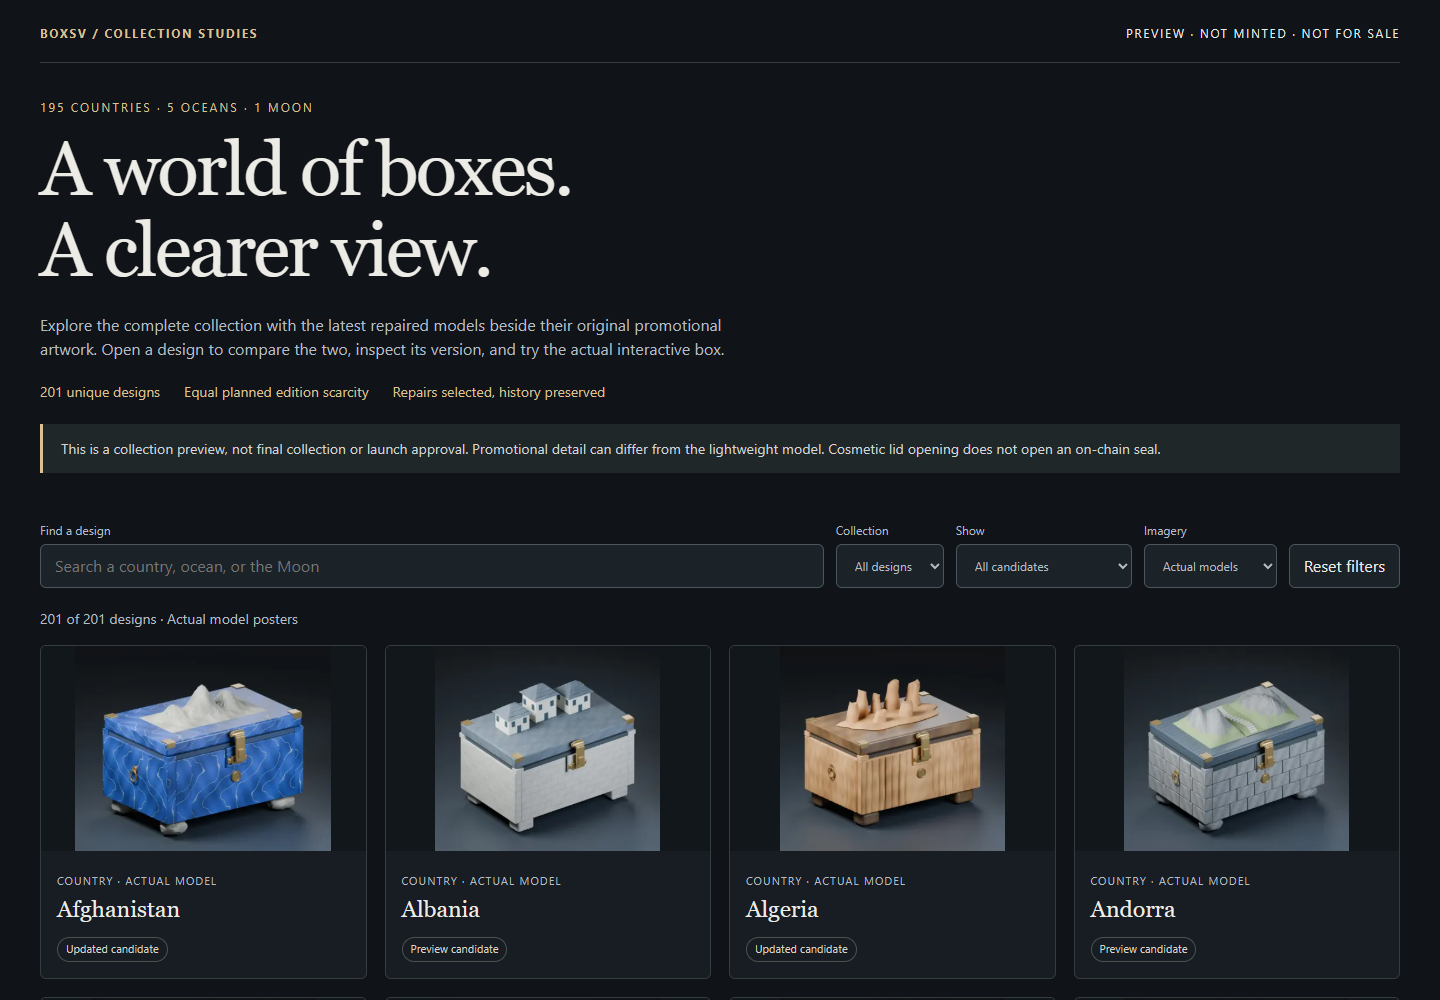 BOXSV / COLLECTION STUDIES
PREVIEW · NOT MINTED · NOT FOR SALE
195 COUNTRIES · 5 OCEANS · 1 MOON
A world of boxes.
A clearer view.
Explore the complete collection with the latest repaired models beside their original promotional
artwork. Open a design to compare the two, inspect its version, and try the actual interactive box.
201 unique designs Equal planned edition scarcity Repairs selected, history preserved
This is a collection preview, not final collection or launch approval. Promotional detail can differ from the lightweight model. Cosmetic lid opening does not open an on-chain seal.
Find a design Collection Show Imagery
Search a country, ocean, or the Moon All designs All candidates Actual models Reset filters
201 of 201 designs · Actual model posters
COUNTRY · ACTUAL MODEL
Afghanistan
Updated candidate
COUNTRY · ACTUAL MODEL
Albania
Preview candidate
COUNTRY · ACTUAL MODEL
Algeria
Updated candidate
COUNTRY · ACTUAL MODEL
Andorra
Preview candidate